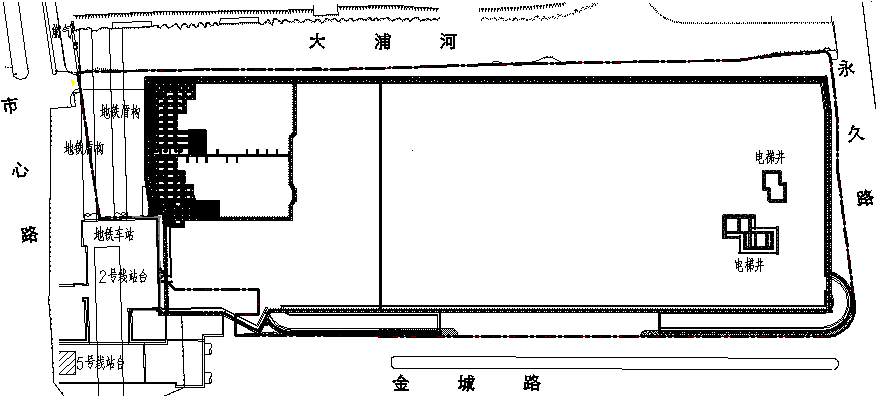 大浦河
永久路
市心路
地铁盾构
地铁盾构
电梯井
电梯井
地铁车站
2号线站台
5号线站台
金城路